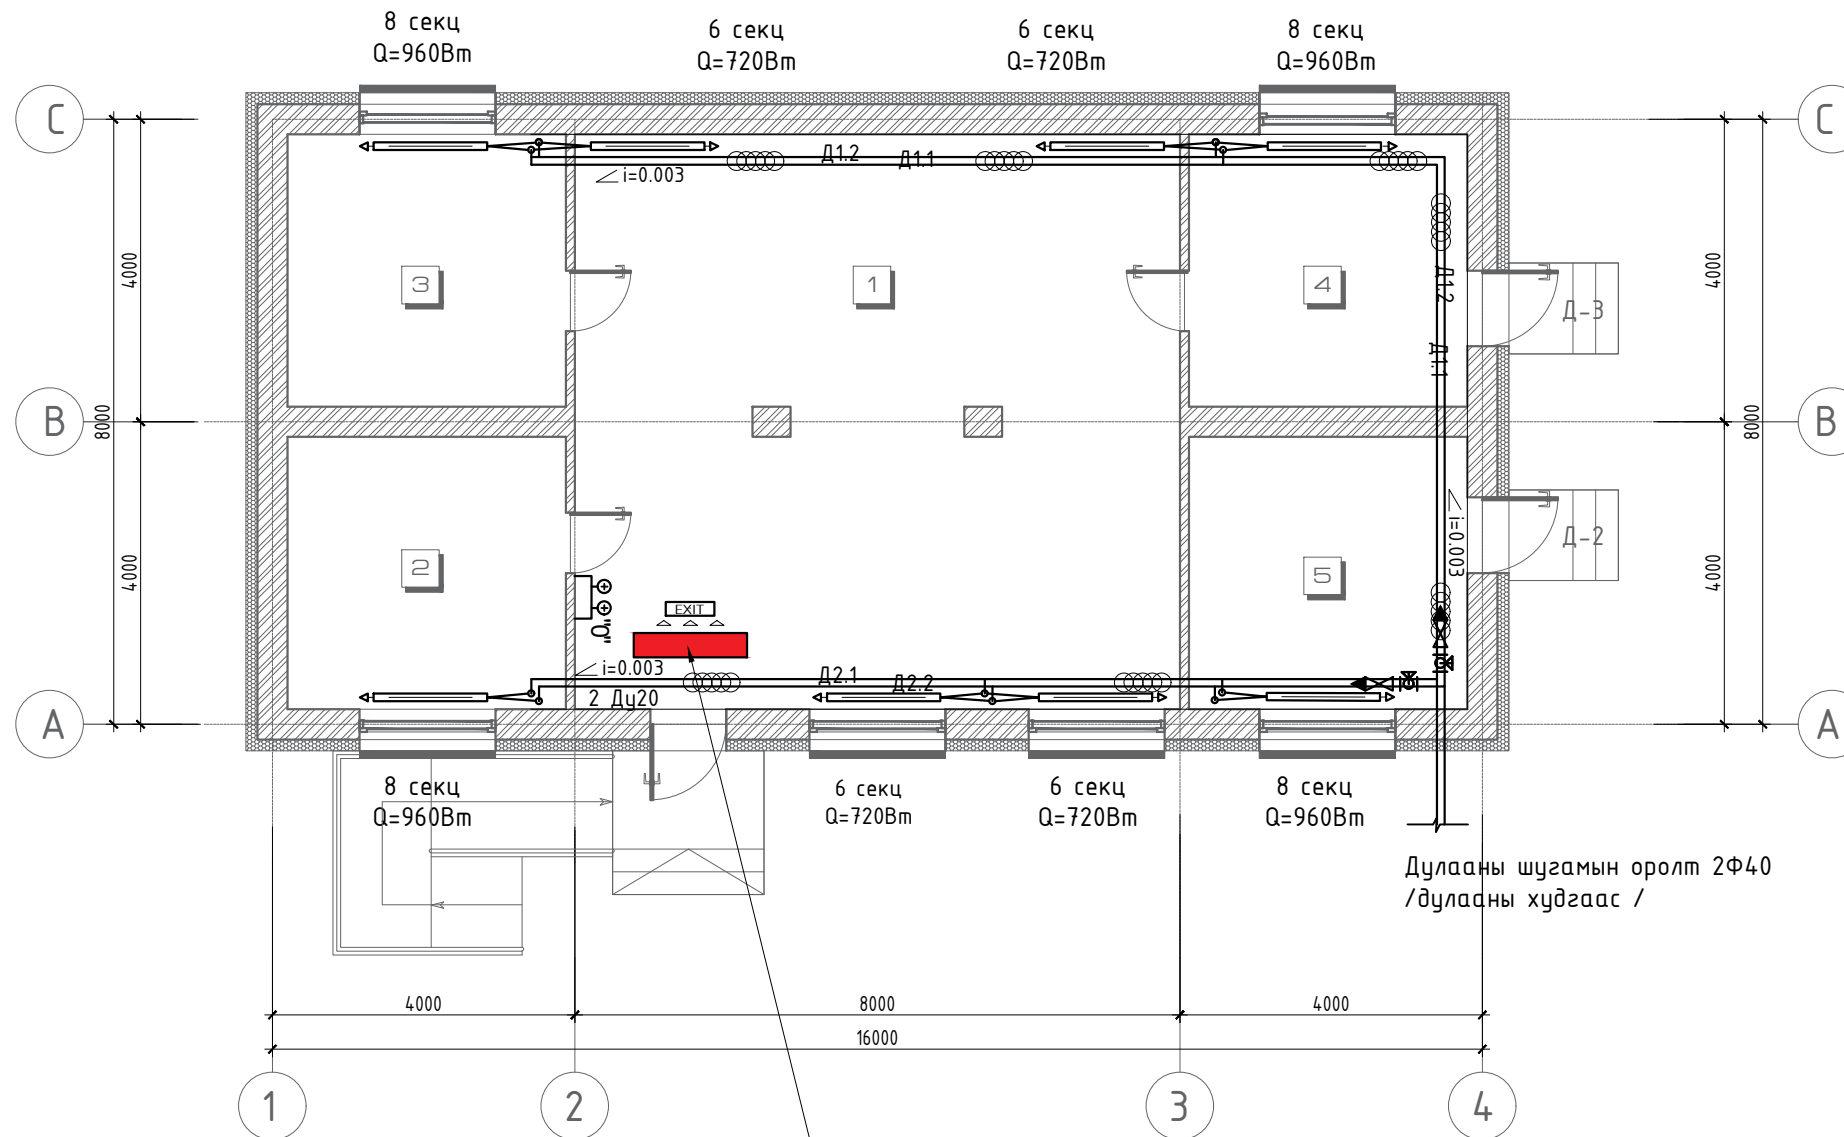 8 секц
Q=960Вт
6 секц
Q=720Вт
6 секц
Q=720Вт
8 секц
Q=960Вт
C
C
Д1.2
Д1.1
i=0.003
4000
3
1
4
4000
Д1.2
Д-3
Д1.1
B
8000
8000
B
2
4000
5
i=0.003
Д-2
4000
EXIT
"О"
i=0.003
Д2.1
Д2.2
2 Ду20
A
A
8 секц
Q=960Вт
6 секц
Q=720Вт
6 секц
Q=720Вт
8 секц
Q=960Вт
Дулааны шугамын оролт 2Ф40
/дулааны худгаас /
4000
8000
4000
16000
1
2
3
4